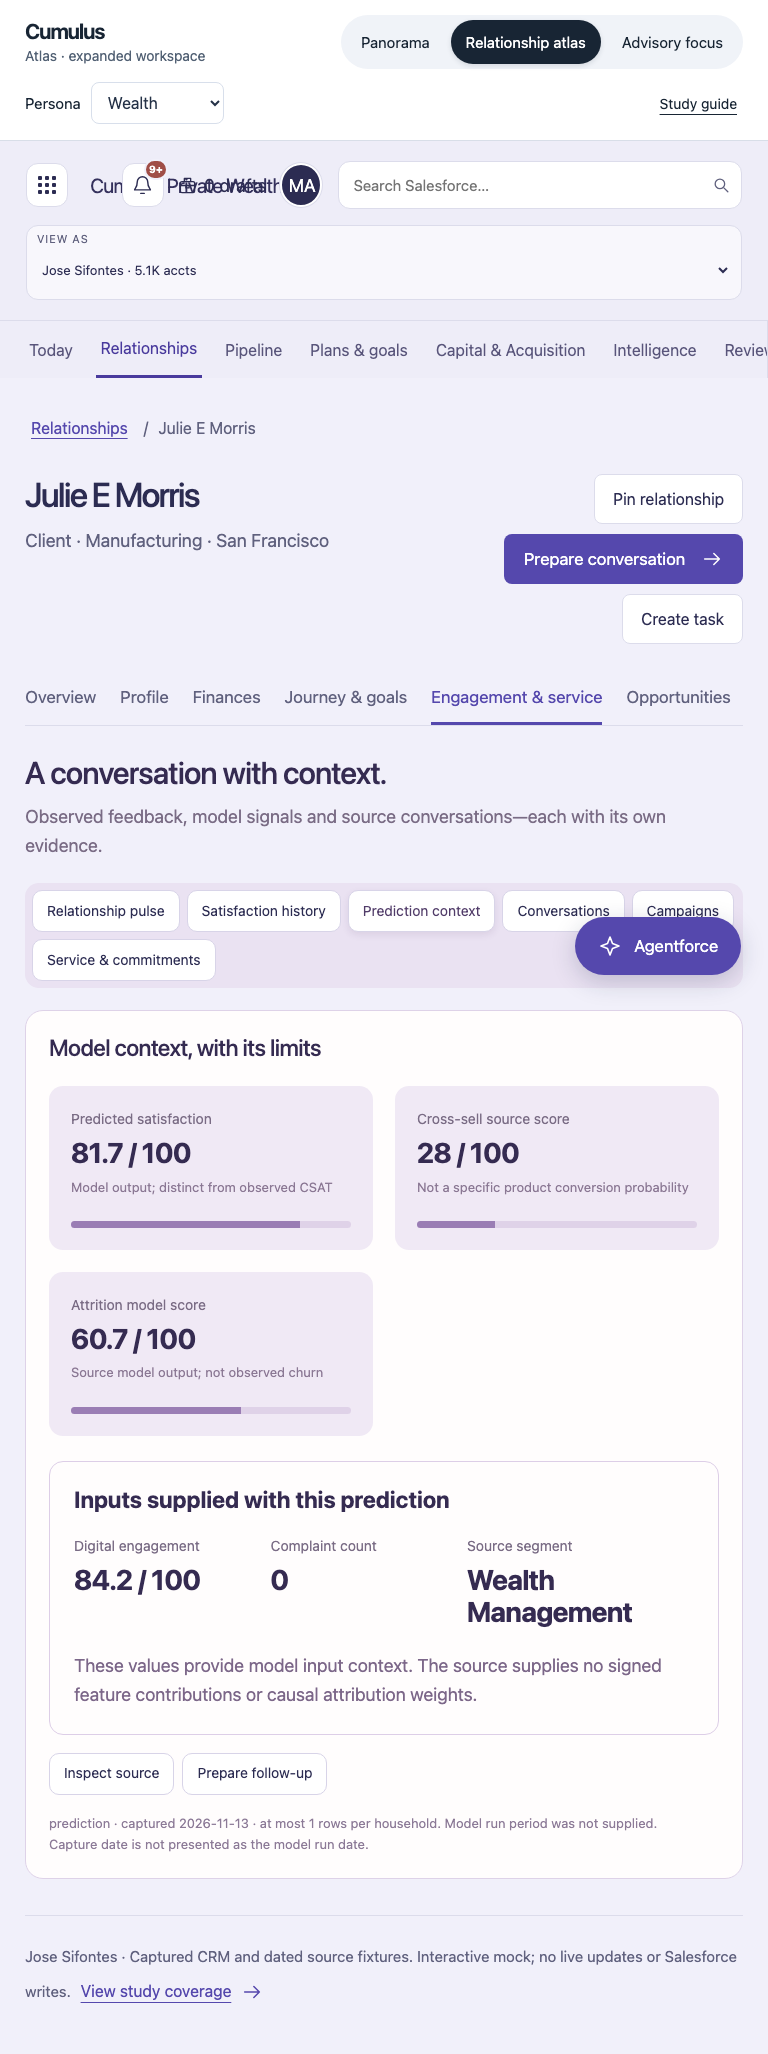 Cumulus
Atlas · expanded workspace
Panorama
Relationship atlas
Advisory focus
Persona
Wealth
Study guide
9+
Private Wealth
MA
Search Salesforce...
VIEW AS
Jose Sifontes · 5.1K accts
Today
Relationships
Pipeline
Plans & goals
Capital & Acquisition
Intelligence
Relationships / Julie E Morris
Julie E Morris
Client · Manufacturing · San Francisco
Pin relationship
Prepare conversation
Create task
Overview
Profile
Finances
Journey & goals
Engagement & service
Opportunities
A conversation with context.
Observed feedback, model signals and source conversations—each with its own
evidence.
Relationship pulse
Satisfaction history
Prediction context
Conversations
Campaigns
Service & commitments
Agentforce
Model context, with its limits
Predicted satisfaction
81.7 / 100
Model output; distinct from observed CSAT
Cross-sell source score
28 / 100
Not a specific product conversion probability
Attrition model score
60.7 / 100
Source model output; not observed churn
Inputs supplied with this prediction
Digital engagement
84.2 / 100
Complaint count
0
Source segment
Wealth
Management
These values provide model input context. The source supplies no signed
feature contributions or causal attribution weights.
Inspect source
Prepare follow-up
prediction · captured 2026-11-13 · at most 1 rows per household. Model run period was not supplied.
Capture date is not presented as the model run date.
Jose Sifontes · Captured CRM and dated source fixtures. Interactive mock; no live updates or Salesforce
writes. View study coverage